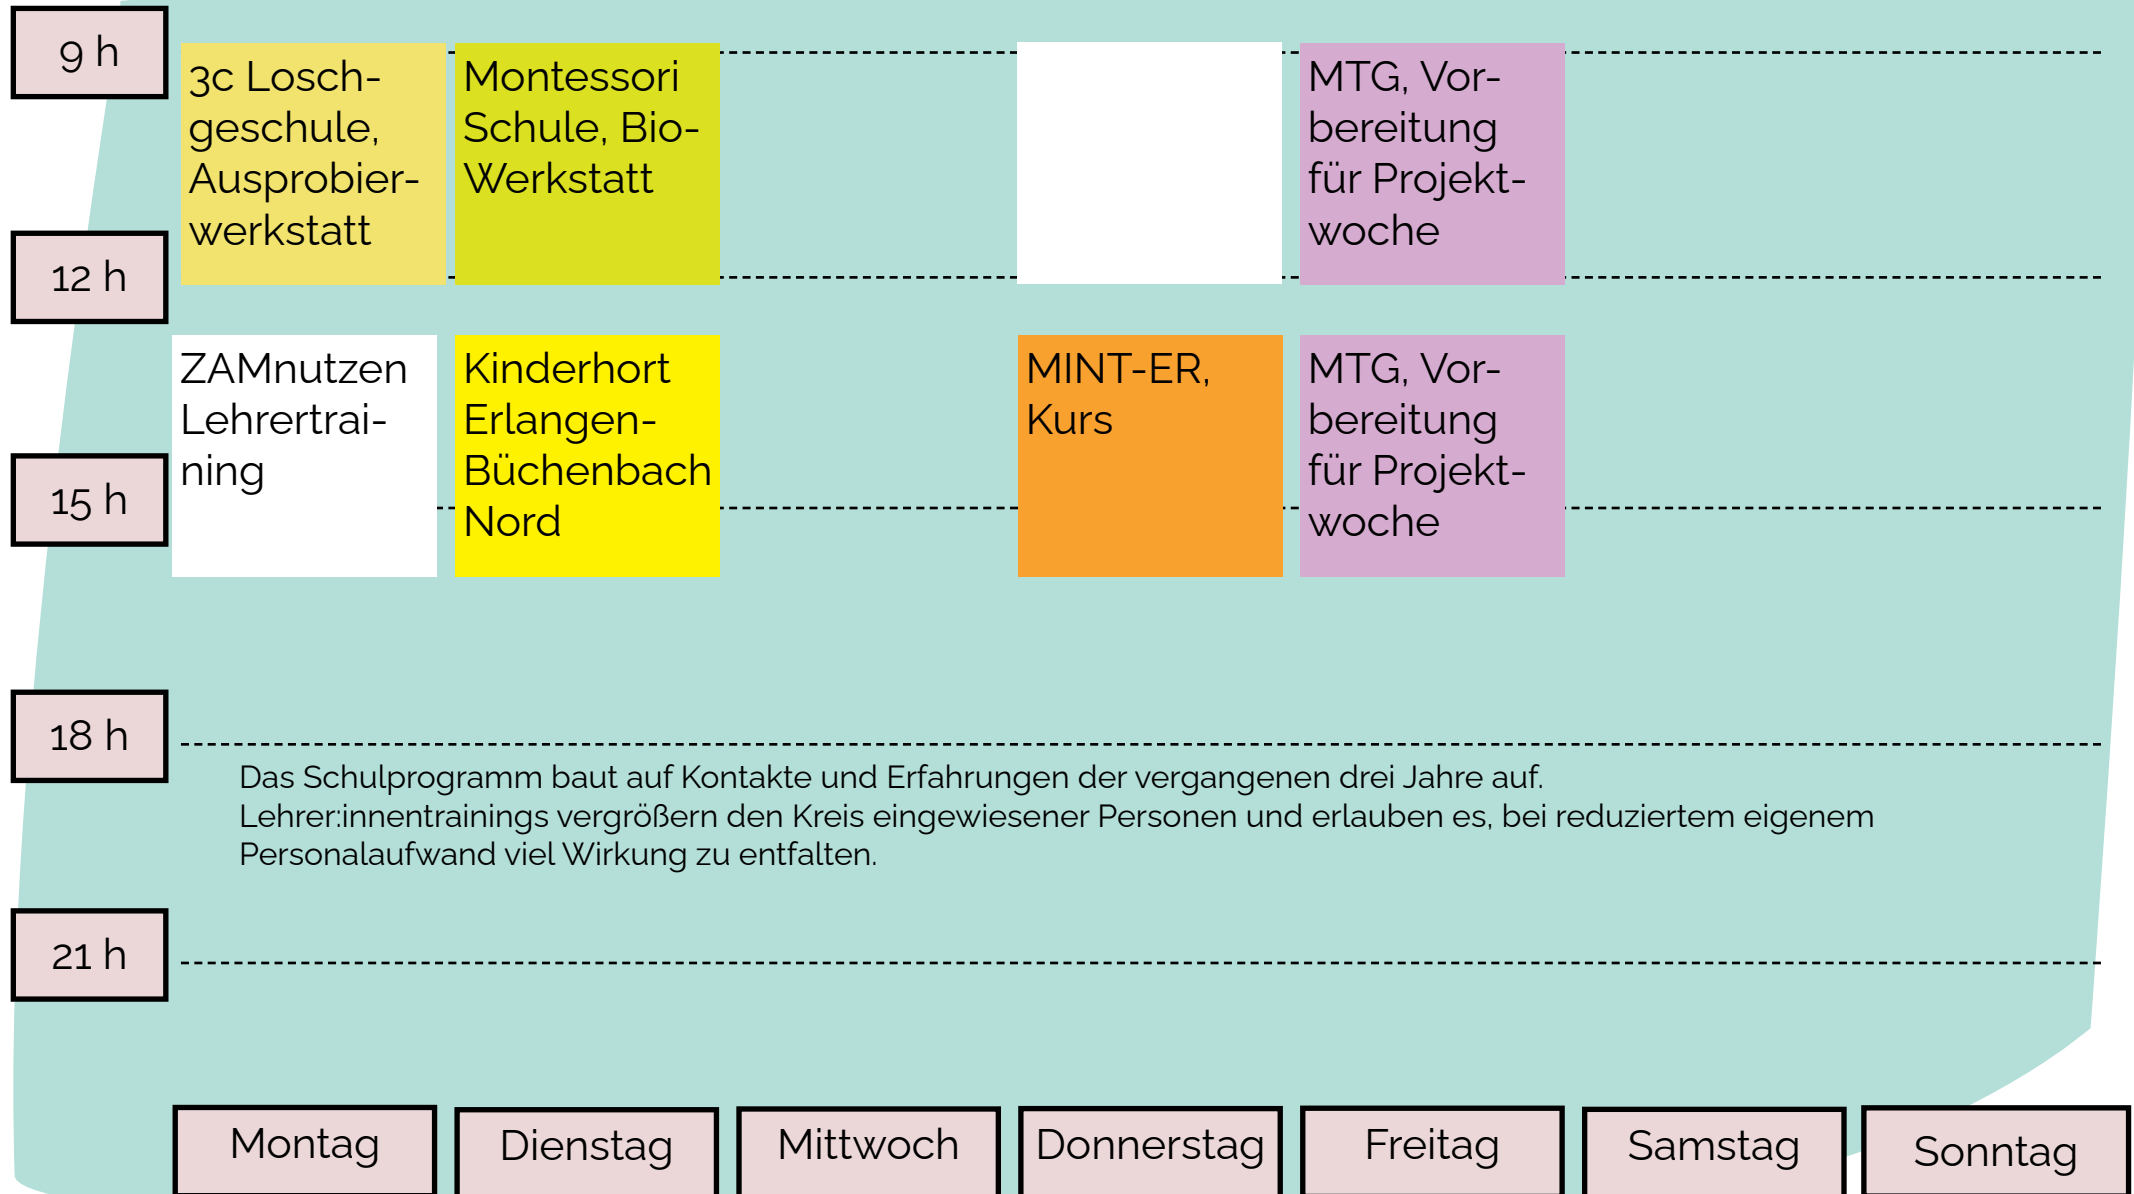 9 h
3c Losch-
geschule,
Ausprobier-
werkstatt
Montessori
Schule, Bio-
Werkstatt
MTG, Vor-
bereitung
für Projekt-
woche
12 h
ZAMnutzen
Lehrertrai-
ning
Kinderhort
Erlangen-
Büchenbach
Nord
MINT-ER,
Kurs
MTG, Vor-
bereitung
für Projekt-
woche
15 h
18 h
Das Schulprogramm baut auf Kontakte und Erfahrungen der vergangenen drei Jahre auf.
Lehrer:innentrainings vergrößern den Kreis eingewiesener Personen und erlauben es, bei reduziertem eigenem
Personalaufwand viel Wirkung zu entfalten.
21 h
Montag
Dienstag
Mittwoch
Donnerstag
Freitag
Samstag
Sonntag